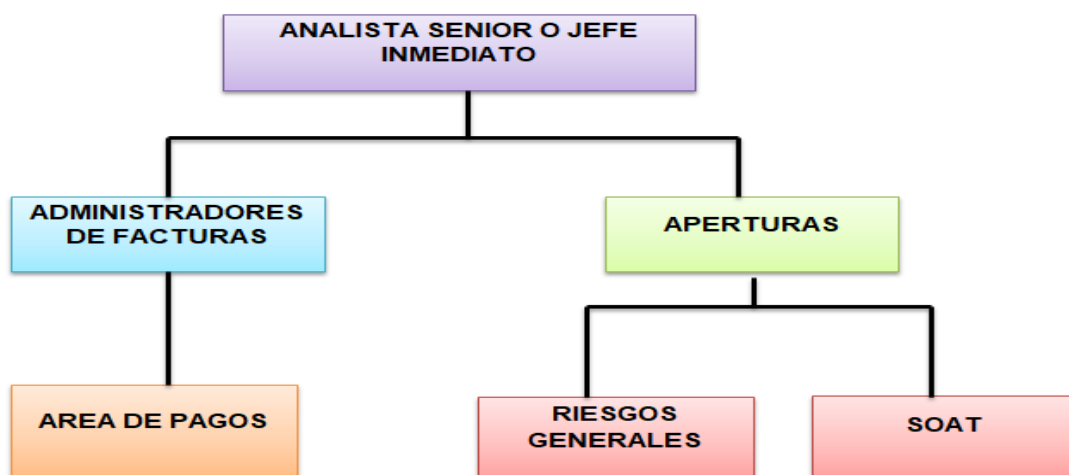 ANALISTA SENIOR O JEFE
INMEDIATO
ADMINISTRADORES
DE FACTURAS
APERTURAS
AREA DE PAGOS
RIESGOS
GENERALES
SOAT